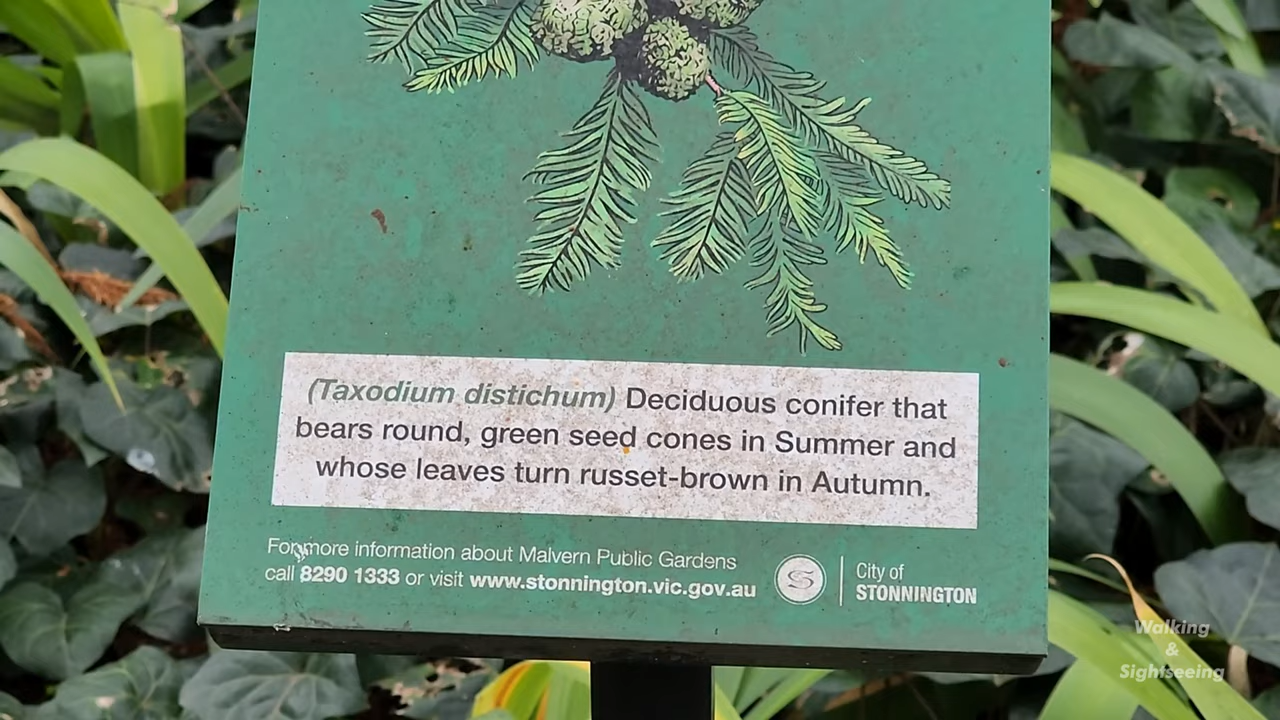 (Taxodium distichum) Deciduous conifer that
bears round, green seed cones in Summer and
whose leaves turn russet-brown in Autumn.
For more information about Malvern Public Gardens
call 8290 1333 or visit www.stonnington.vic.gov.au
City of
STONNINGTON
Walking
&
Sightseeing